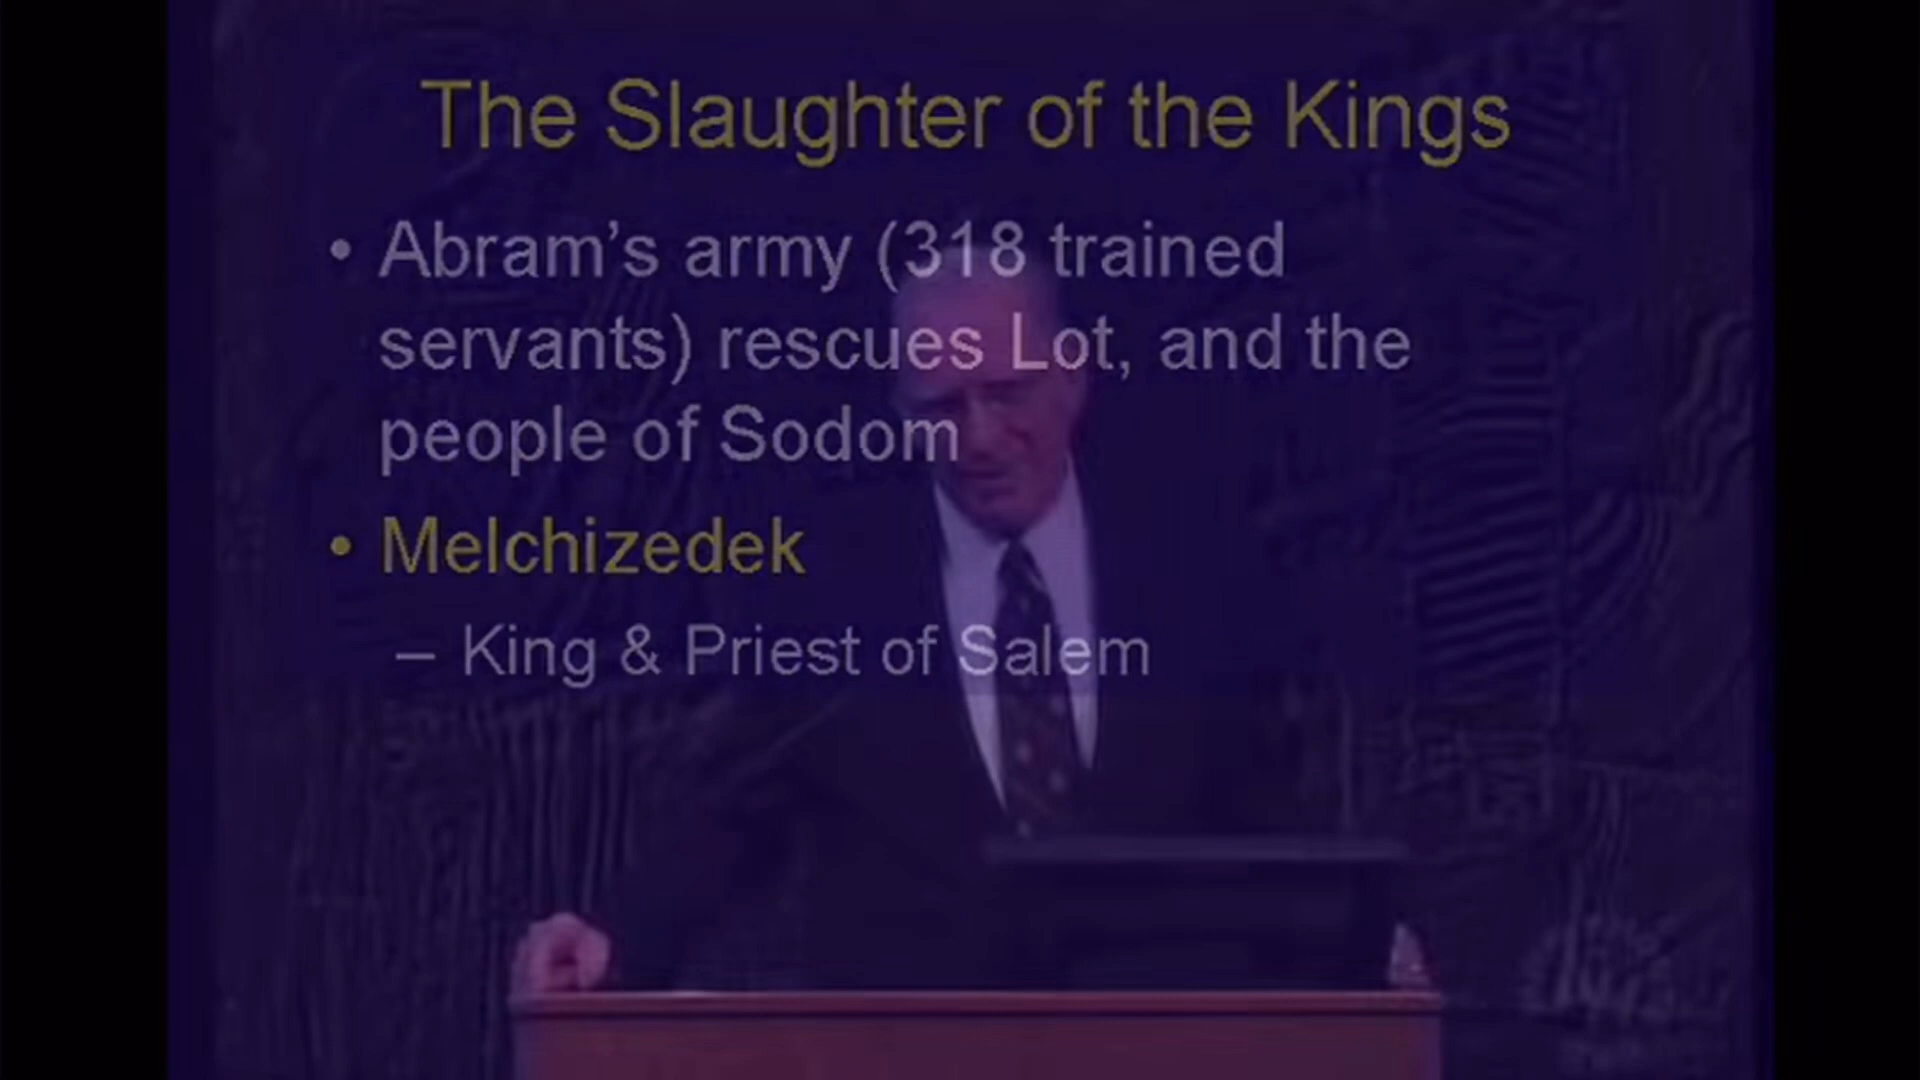 The Slaughter of the Kings
• Abram's army (318 trained
servants) rescues Lot, and the
people of Sodom
• Melchizedek
– King & Priest of Salem